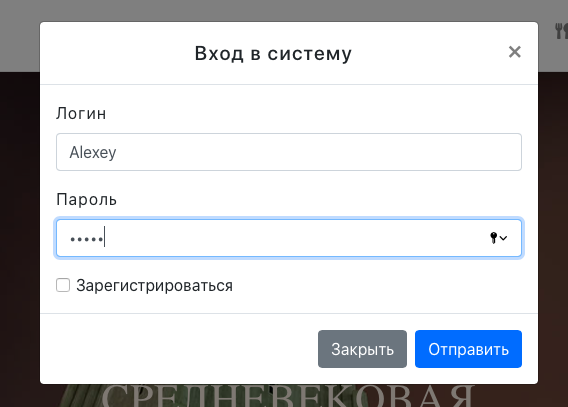 Вход в систему
×
Логин
Alexey
Пароль
•••••
Зарегистрироваться
Закрыть Отправить
СРЕДНЕВЕКОВАЯ